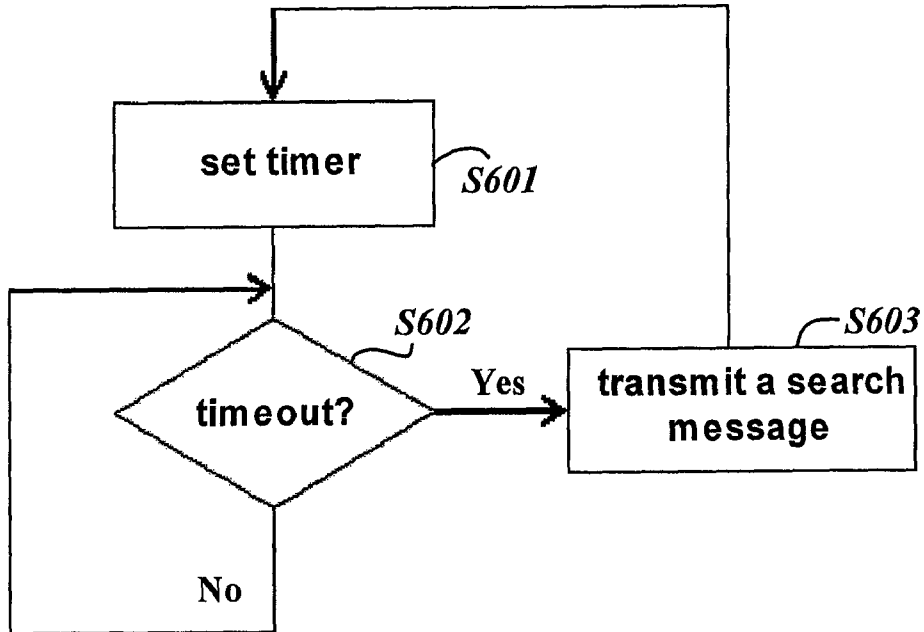 set timer
S601
S602
timeout?
Yes
S603
transmit a search
message
No